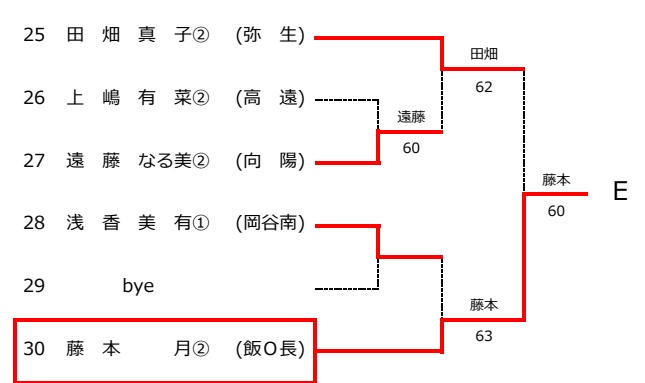 25 田 畑 真 子② (弥 生)
田畑
62
26 上 嶋 有 菜② (高 遠)
遠藤
60
27 遠 藤 なる美② (向 陽)
藤本
60
E
28 浅 香 美 有① (岡谷南)
29 bye
藤本
63
30 藤 本 月② (飯O長)